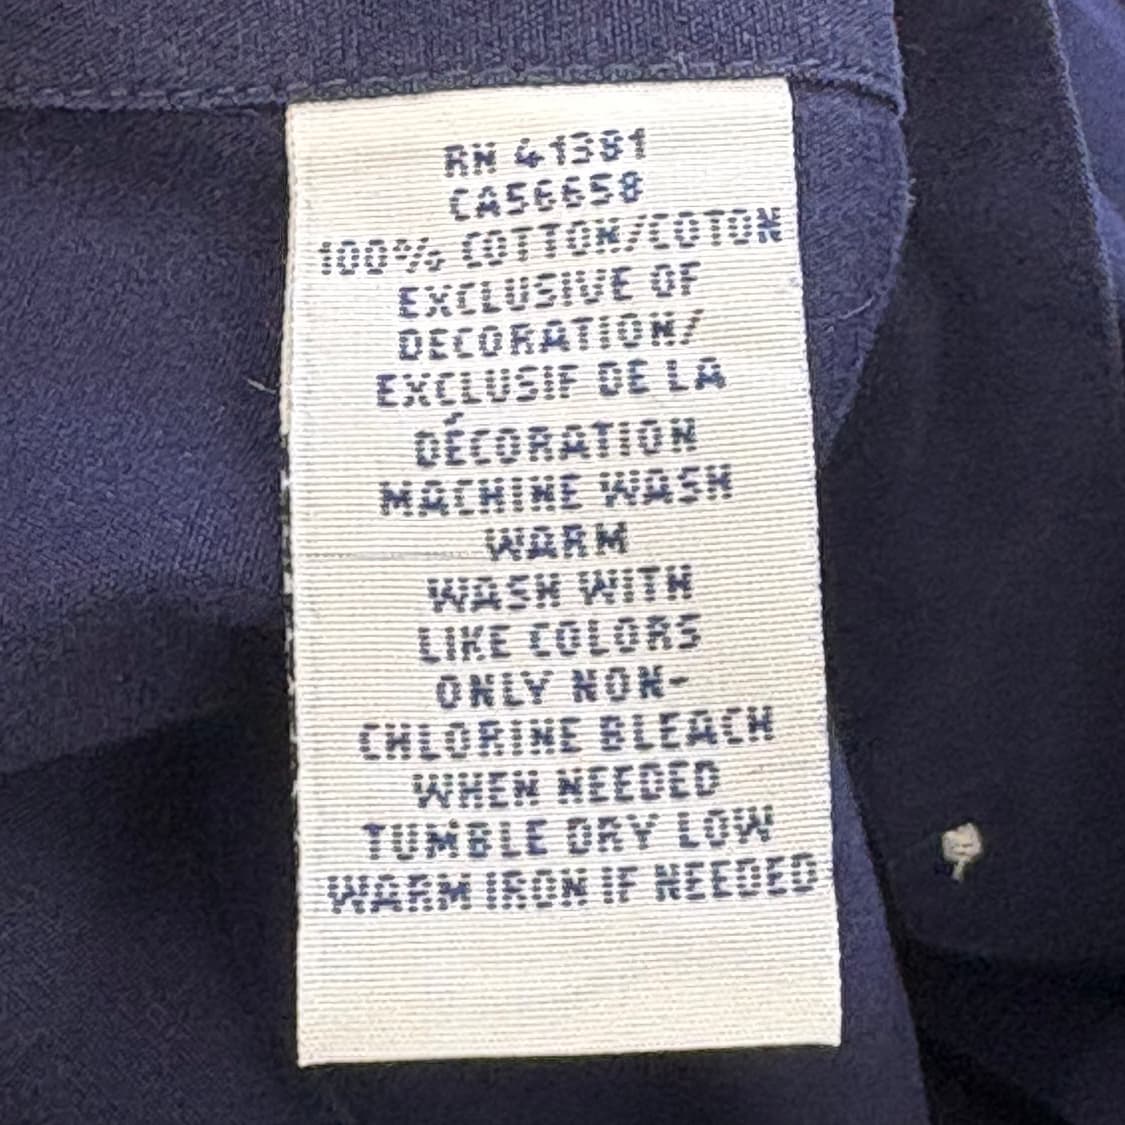 RN 41381
CA56658
100% COTTON/COTON
EXCLUSIVE OF
DECORATION/
EXCLUSIF DE LA
DÉCORATION
MACHINE WASH
WARM
WASH WITH
LIKE COLORS
ONLY NON-
CHLORINE BLEACH
WHEN NEEDED
TUMBLE DRY LOW
WARM IRON IF NEEDED